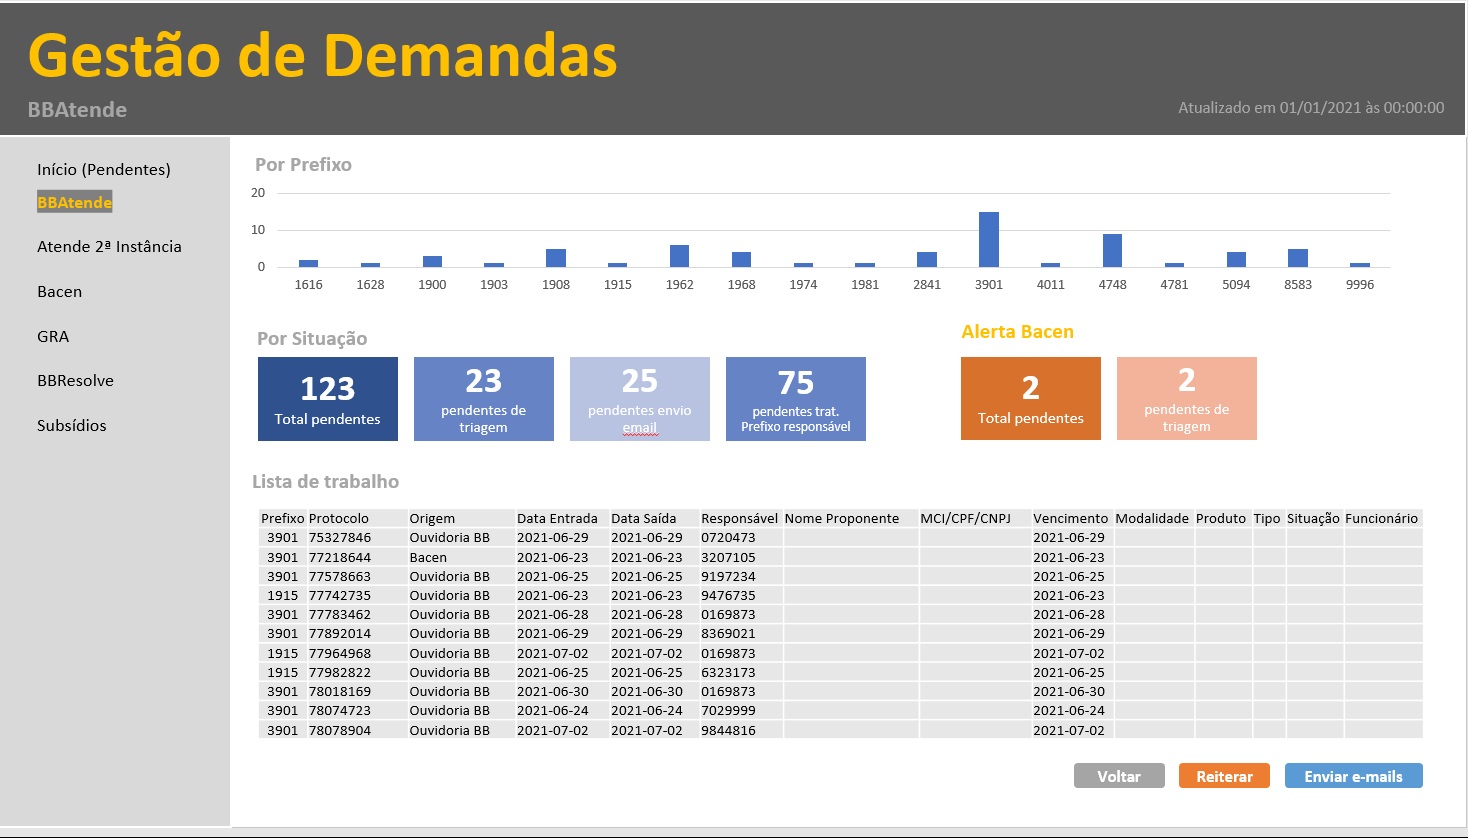 Gestão de Demandas
BBAtende
Atualizado em 01/01/2021 às 00:00:00
Início (Pendentes)
BBAtende
Atende 2ª Instância
Bacen
GRA
BBResolve
Subsídios
Por Prefixo
20
10
0
1616 1628 1900 1903 1908 1915 1962 1968 1974 1981 2841 3901 4011 4748 4781 5094 8583 9996
Por Situação
123
Total pendentes
23
pendentes de
triagem
25
pendentes envio
email
75
pendentes trat.
Prefixo responsável
Alerta Bacen
2
Total pendentes
2
pendentes de
triagem
Lista de trabalho
Prefixo Protocolo Origem Data Entrada Data Saída Responsável Nome Proponente MCI/CPF/CNPJ Vencimento Modalidade Produto Tipo Situação Funcionário
3901 75327846 Ouvidoria BB 2021-06-29 2021-06-29 0720473 2021-06-29
3901 77218644 Bacen 2021-06-23 2021-06-23 3207105 2021-06-23
3901 77578663 Ouvidoria BB 2021-06-25 2021-06-25 9197234 2021-06-25
1915 77742735 Ouvidoria BB 2021-06-23 2021-06-23 9476735 2021-06-23
3901 77783462 Ouvidoria BB 2021-06-28 2021-06-28 0169873 2021-06-28
3901 77892014 Ouvidoria BB 2021-06-29 2021-06-29 8369021 2021-06-29
1915 77964968 Ouvidoria BB 2021-07-02 2021-07-02 0169873 2021-07-02
1915 77982822 Ouvidoria BB 2021-06-25 2021-06-25 6323173 2021-06-25
3901 78018169 Ouvidoria BB 2021-06-30 2021-06-30 0169873 2021-06-30
3901 78074723 Ouvidoria BB 2021-06-24 2021-06-24 7029999 2021-06-24
3901 78078904 Ouvidoria BB 2021-07-02 2021-07-02 9844816 2021-07-02
Voltar Reiterar Enviar e-mails